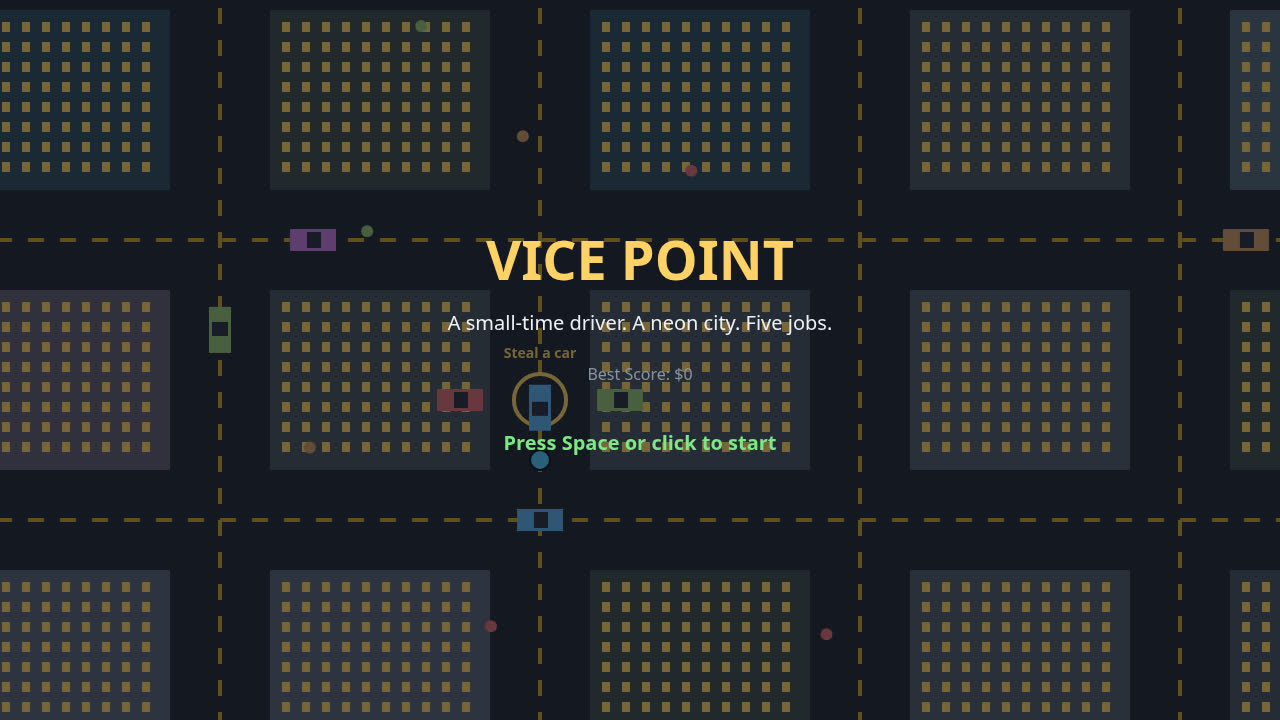 VICE POINT
A small-time driver. A neon city. Five jobs.
Steal a car
Best Score: $0
Press Space or click to start